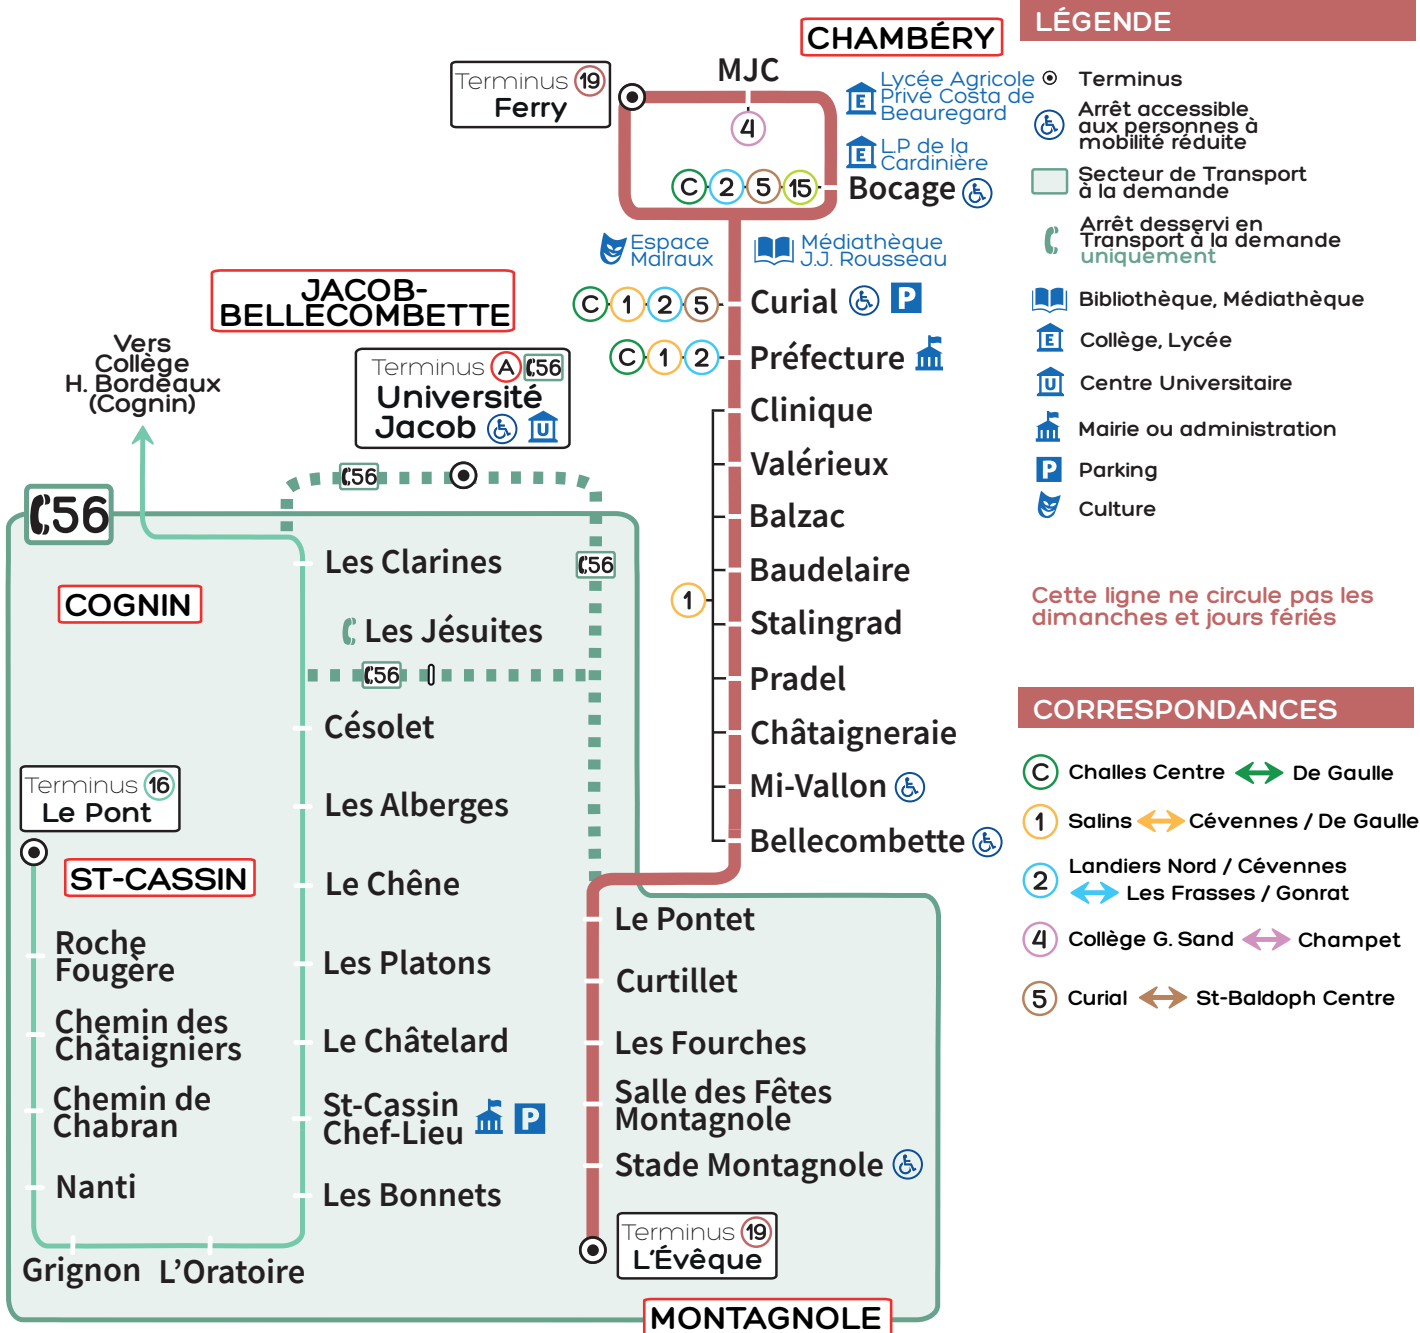 CHAMBÉRY
Terminus 19
Ferry
MJC
4
Lycée Agricole
Privé Costa de
Beauregard
L.P de la
Cardinière
C 2 5 15
Bocage
Espace
Malraux
Médiathèque
J.J. Rousseau
JACOB-
BELLECOMBETTE
C 1 2 5
Curial P
C 1 2
Préfecture
Vers
Collège
H. Bordeaux
(Cognin)
Terminus A 56
Université
Jacob U
Clinique
Valérieux
Balzac
Baudelaire
Stalingrad
Pradel
Châtaigneraie
Mi-Vallon
Bellecombette
1
56
56
56
COGNIN
Les Clarines
Les Jésuites
56
Césolet
Les Alberges
Le Chêne
Les Platons
Le Châtelard
St-Cassin
Chef-Lieu P
Les Bonnets
Terminus 16
Le Pont
ST-CASSIN
Roche
Fougère
Chemin des
Châtaigniers
Chemin de
Chabran
Nanti
Grignon
L'Oratoire
Le Pontet
Curtillet
Les Fourches
Salle des Fêtes
Montagnole
Stade Montagnole
Terminus 19
L'Évêque
MONTAGNOLE
LÉGENDE
Terminus
Arrêt accessible
aux personnes à
mobilité réduite
Secteur de Transport
à la demande
Arrêt desservi en
Transport à la demande
uniquement
Bibliothèque, Médiathèque
E Collège, Lycée
U Centre Universitaire
Mairie ou administration
P Parking
Culture
Cette ligne ne circule pas les
dimanches et jours fériés
CORRESPONDANCES
C Challes Centre De Gaulle
1 Salins Cévennes / De Gaulle
2 Landiers Nord / Cévennes
Les Frasses / Gonrat
4 Collège G. Sand Champet
5 Curial St-Baldoph Centre